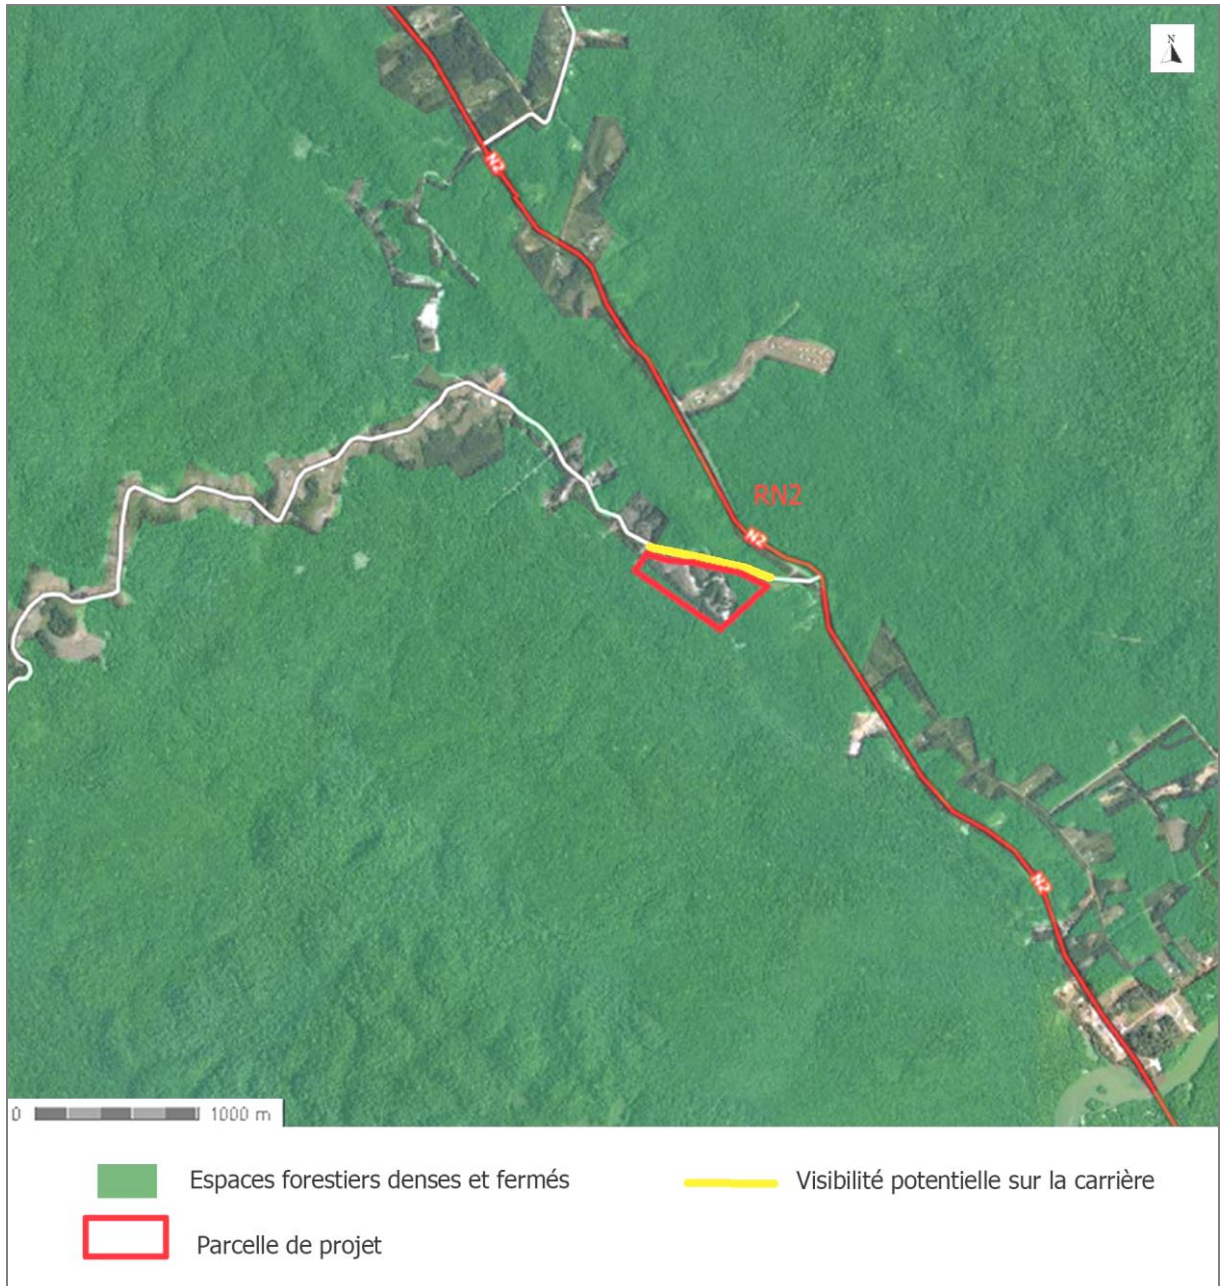 N
N2
RN2
N2
N2
0 1000 m
Espaces forestiers denses et fermés
Visibilité potentielle sur la carrière
Parcelle de projet